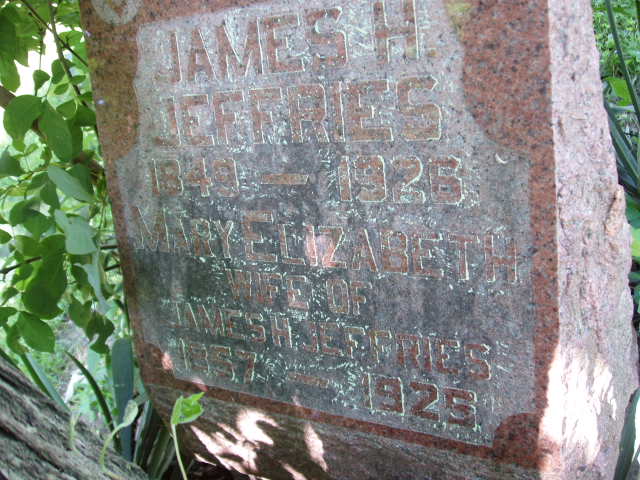 JAMES H.
JEFFRIES
1849 — 1926
MARY ELIZABETH
WIFE OF
JAMES H. JEFFRIES
1857 — 1925